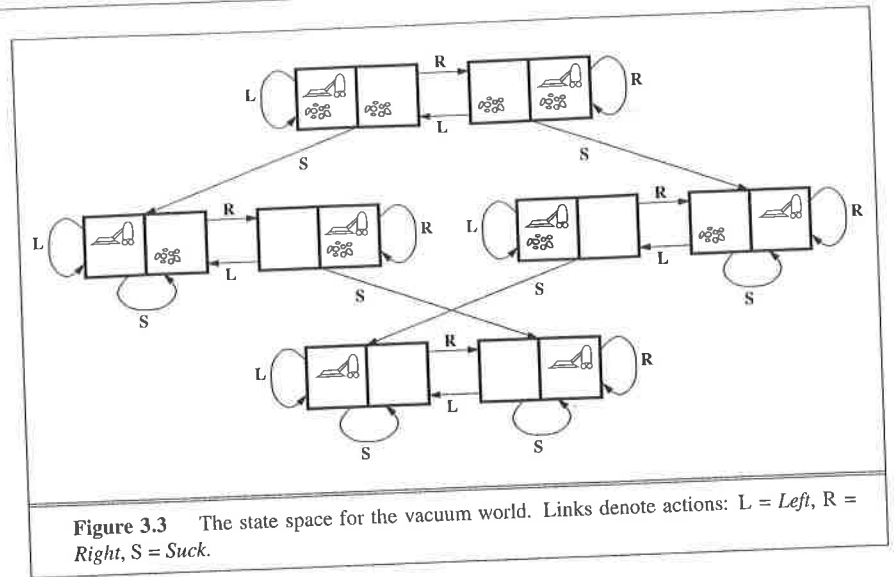 R
L
R
L
S
S
R
R
L
R
L
R
L
L
S
S
S
S
R
L
R
L
S
S
Figure 3.3 The state space for the vacuum world. Links denote actions: L = Left, R =
Right, S = Suck.